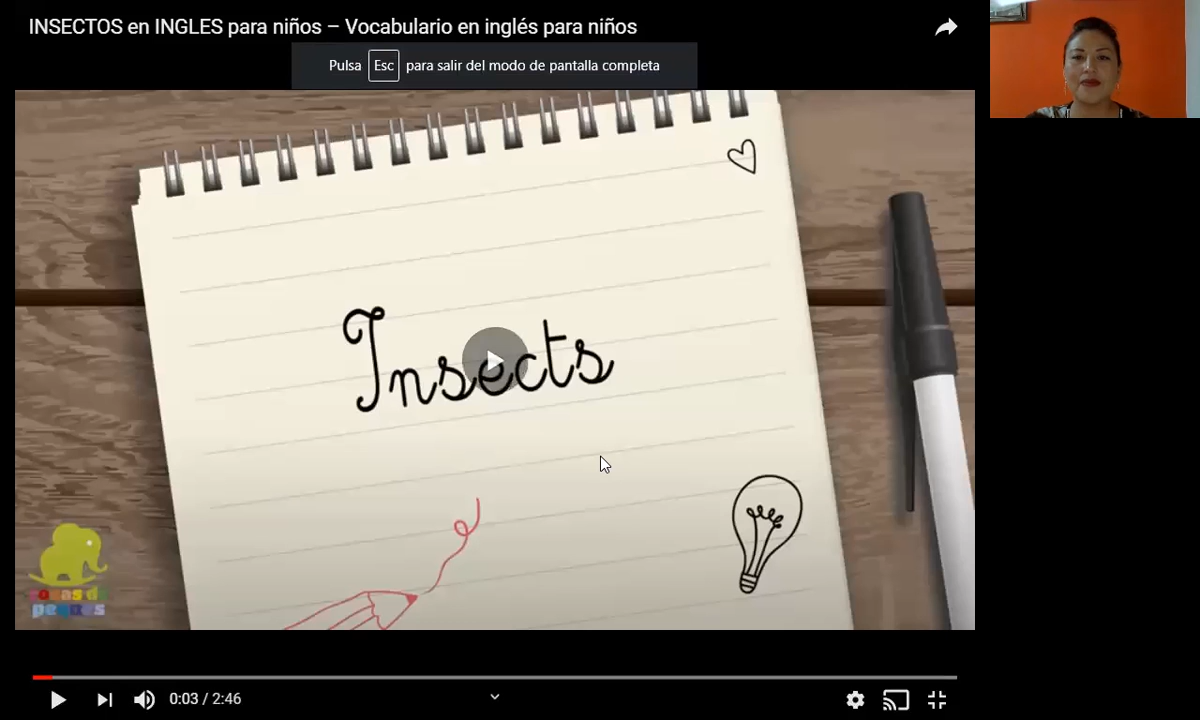 INSECTOS en INGLES para niños – Vocabulario en inglés para niños
Pulsa Esc para salir del modo de pantalla completa
Insects
cosas de
peques
0:03 / 2:46